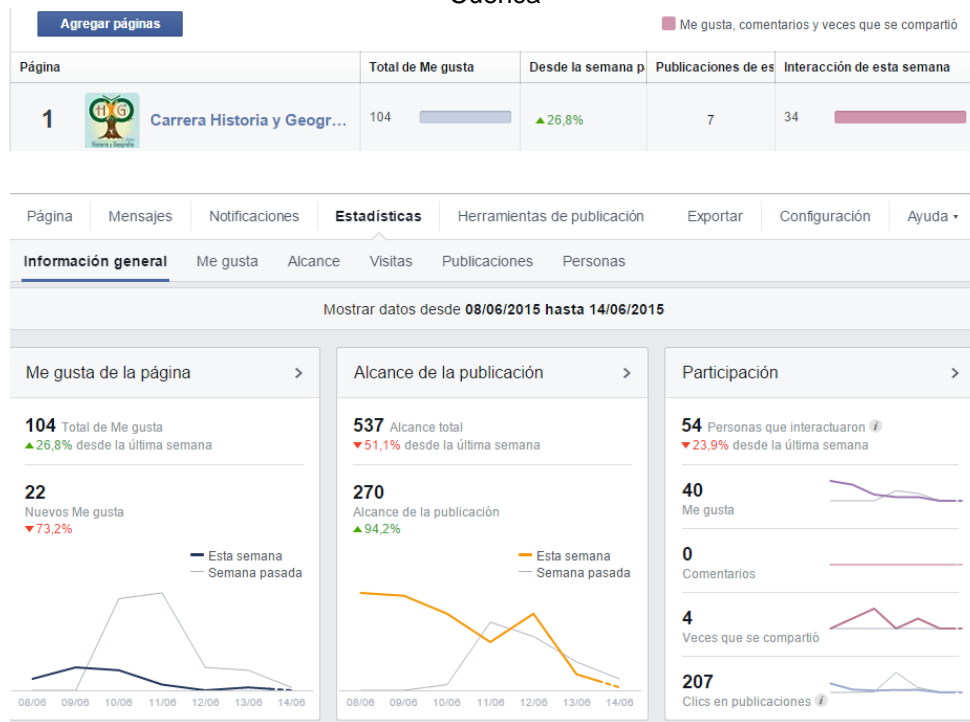 Cuenca
Agregar páginas
Me gusta, comentarios y veces que se compartió
Página Total de Me gusta Desde la semana p Publicaciones de es Interacción de esta semana
1 HyG Historia y Geografía Carrera Historia y Geogr... 104 26,8% 7 34
Página Mensajes Notificaciones Estadísticas Herramientas de publicación Exportar Configuración Ayuda
Información general Me gusta Alcance Visitas Publicaciones Personas
Mostrar datos desde 08/06/2015 hasta 14/06/2015
Me gusta de la página
104 Total de Me gusta
26,8% desde la última semana
22
Nuevos Me gusta
73,2%
Esta semana
Semana pasada
08/06 09/06 10/06 11/06 12/06 13/06 14/06
Alcance de la publicación
537 Alcance total
51,1% desde la última semana
270
Alcance de la publicación
94,2%
Esta semana
Semana pasada
08/06 09/06 10/06 11/06 12/06 13/06 14/06
Participación
54 Personas que interactuaron i
23,9% desde la última semana
40
Me gusta
0
Comentarios
4
Veces que se compartió
207
Clics en publicaciones i